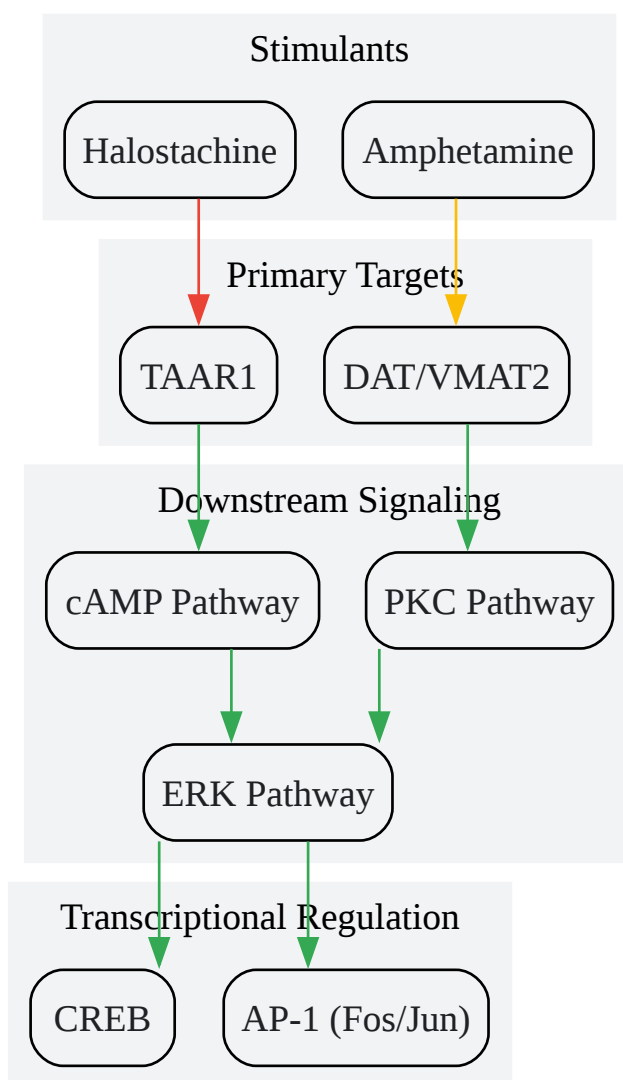 Stimulants
Halostachine
Amphetamine
Primary Targets
TAAR1
DAT/VMAT2
Downstream Signaling
cAMP Pathway
PKC Pathway
ERK Pathway
Transcriptional Regulation
CREB
AP-1 (Fos/Jun)